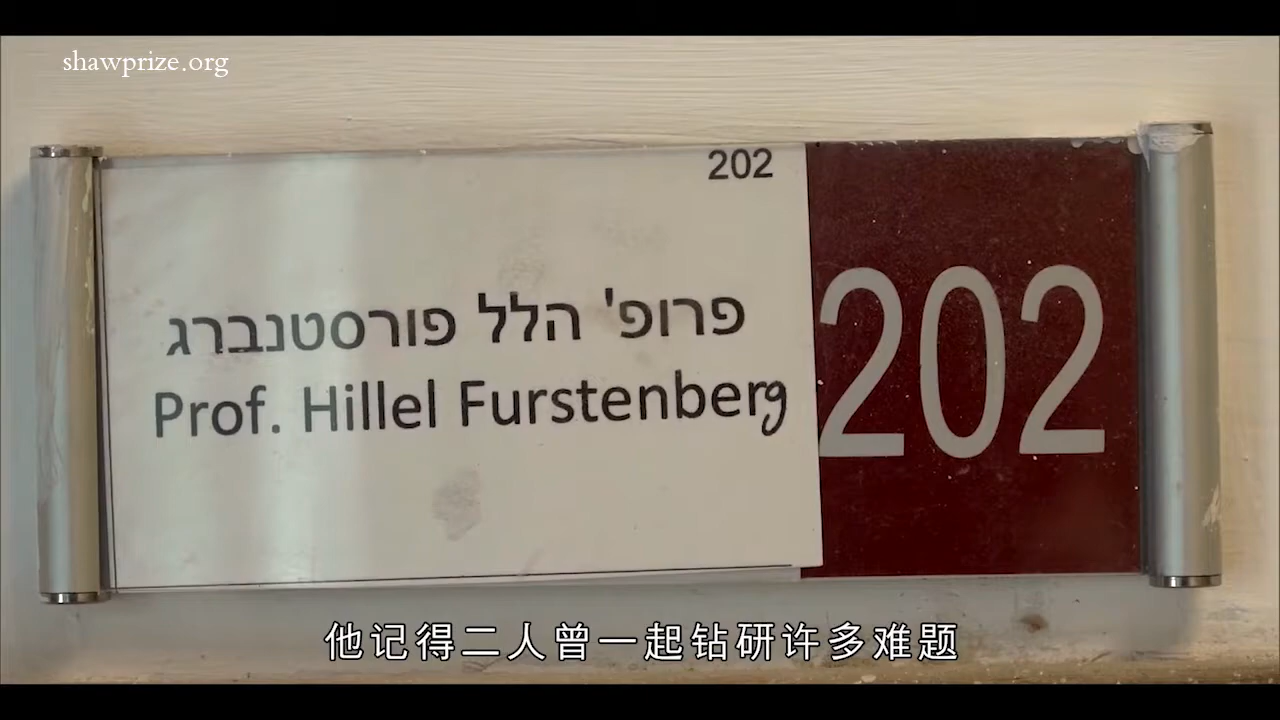 shawprize.org
202
פרופ' הלל פורסטנברג
Prof. Hillel Furstenberg
202
他记得二人曾一起钻研许多难题